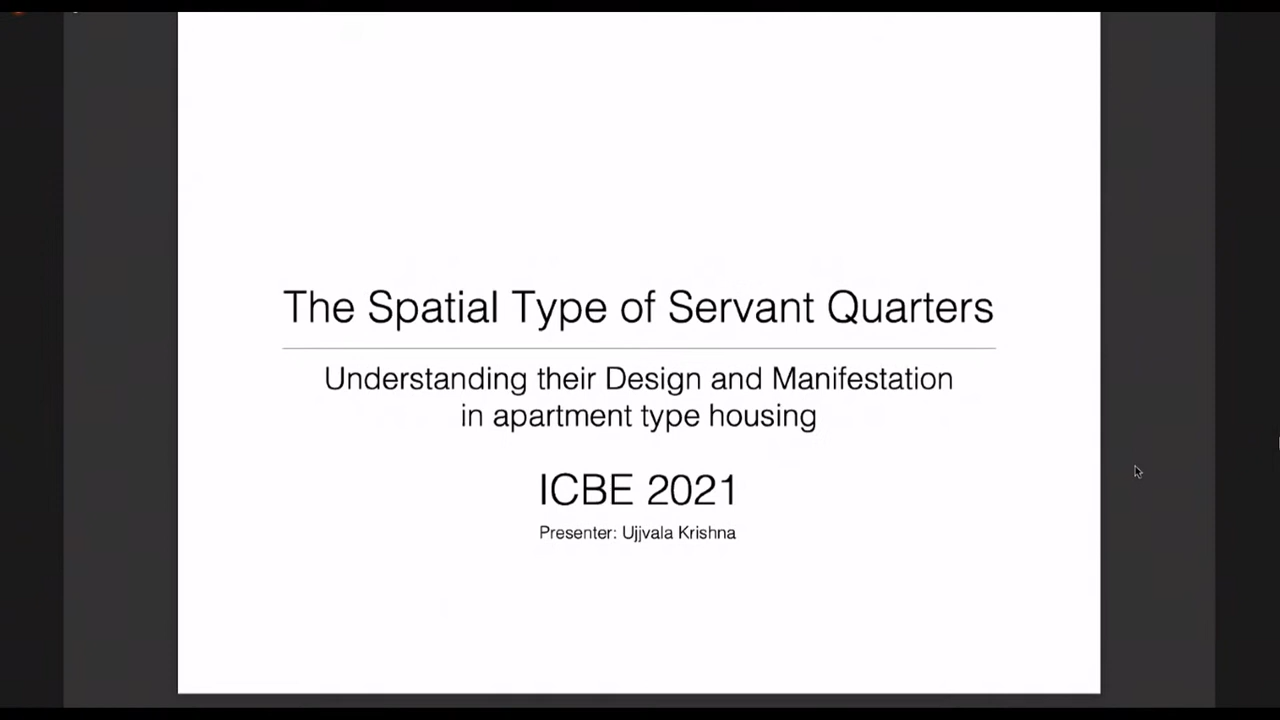 The Spatial Type of Servant Quarters
Understanding their Design and Manifestation
in apartment type housing
ICBE 2021
Presenter: Ujjvala Krishna